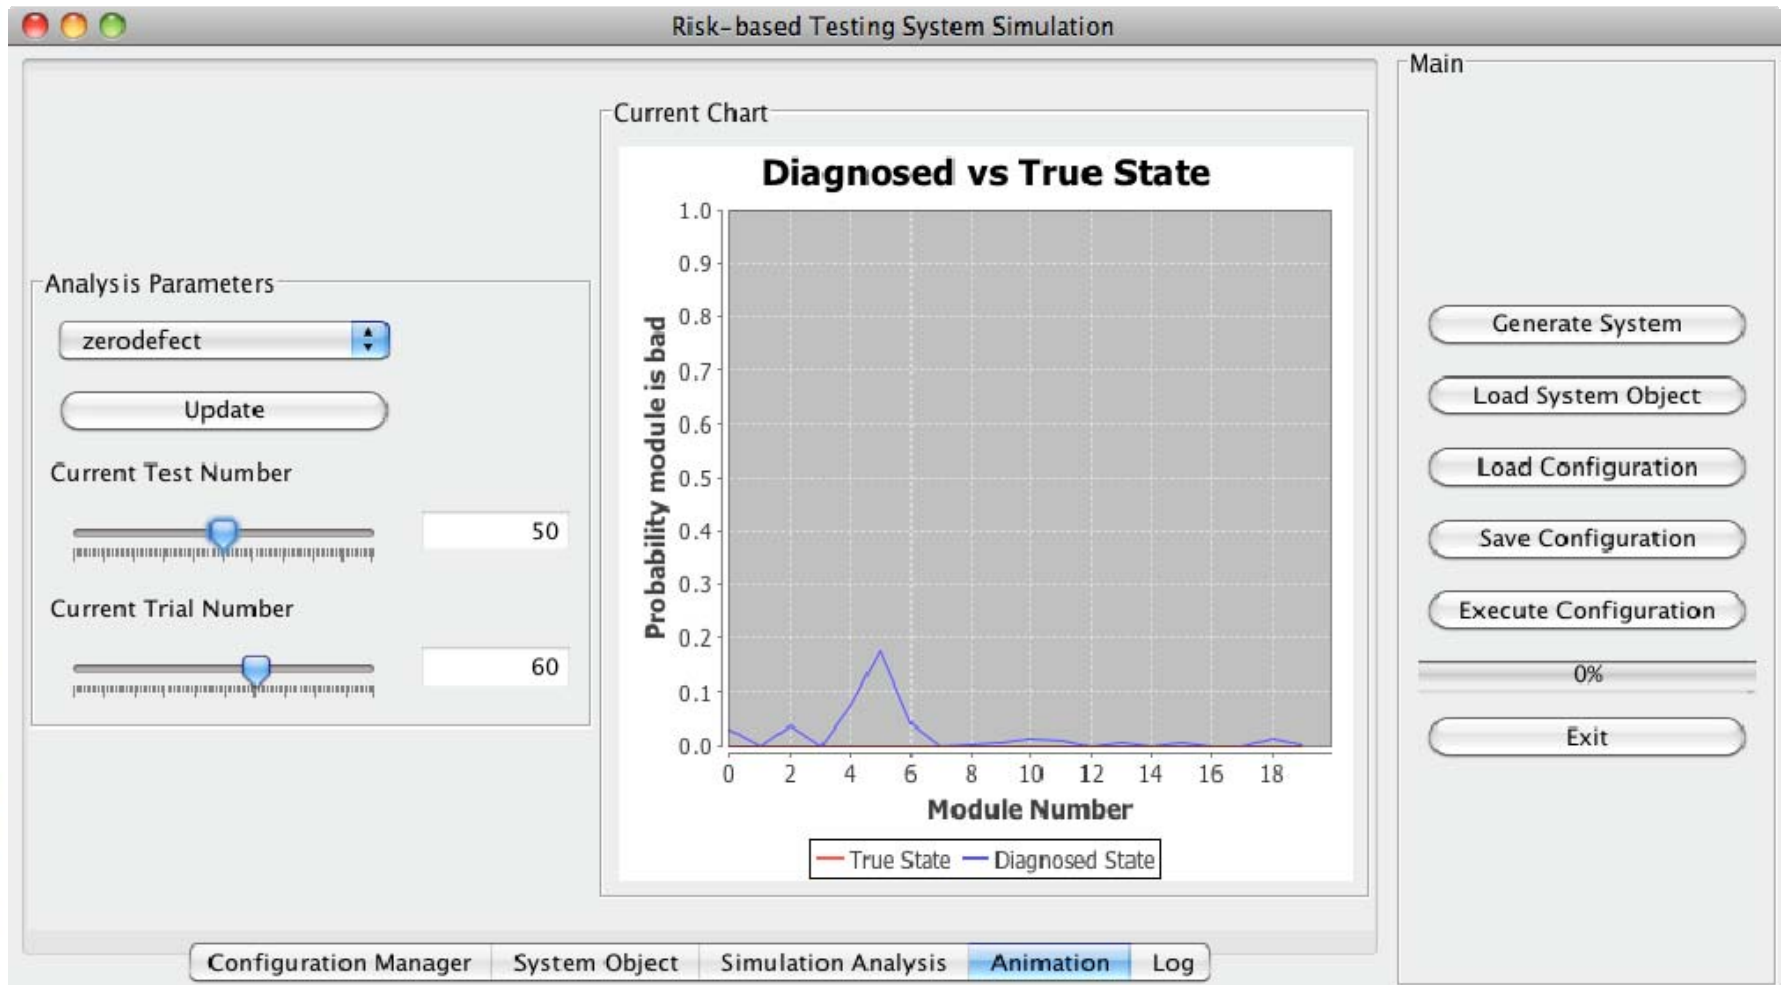 Risk-based Testing System Simulation
Analysis Parameters
zerodefect
Update
Current Test Number
50
Current Trial Number
60
Current Chart
Diagnosed vs True State
Probability module is bad
1.0
0.9
0.8
0.7
0.6
0.5
0.4
0.3
0.2
0.1
0.0
0 2 4 6 8 10 12 14 16 18
Module Number
True State Diagnosed State
Main
Generate System
Load System Object
Load Configuration
Save Configuration
Execute Configuration
0%
Exit
Configuration Manager System Object Simulation Analysis Animation Log